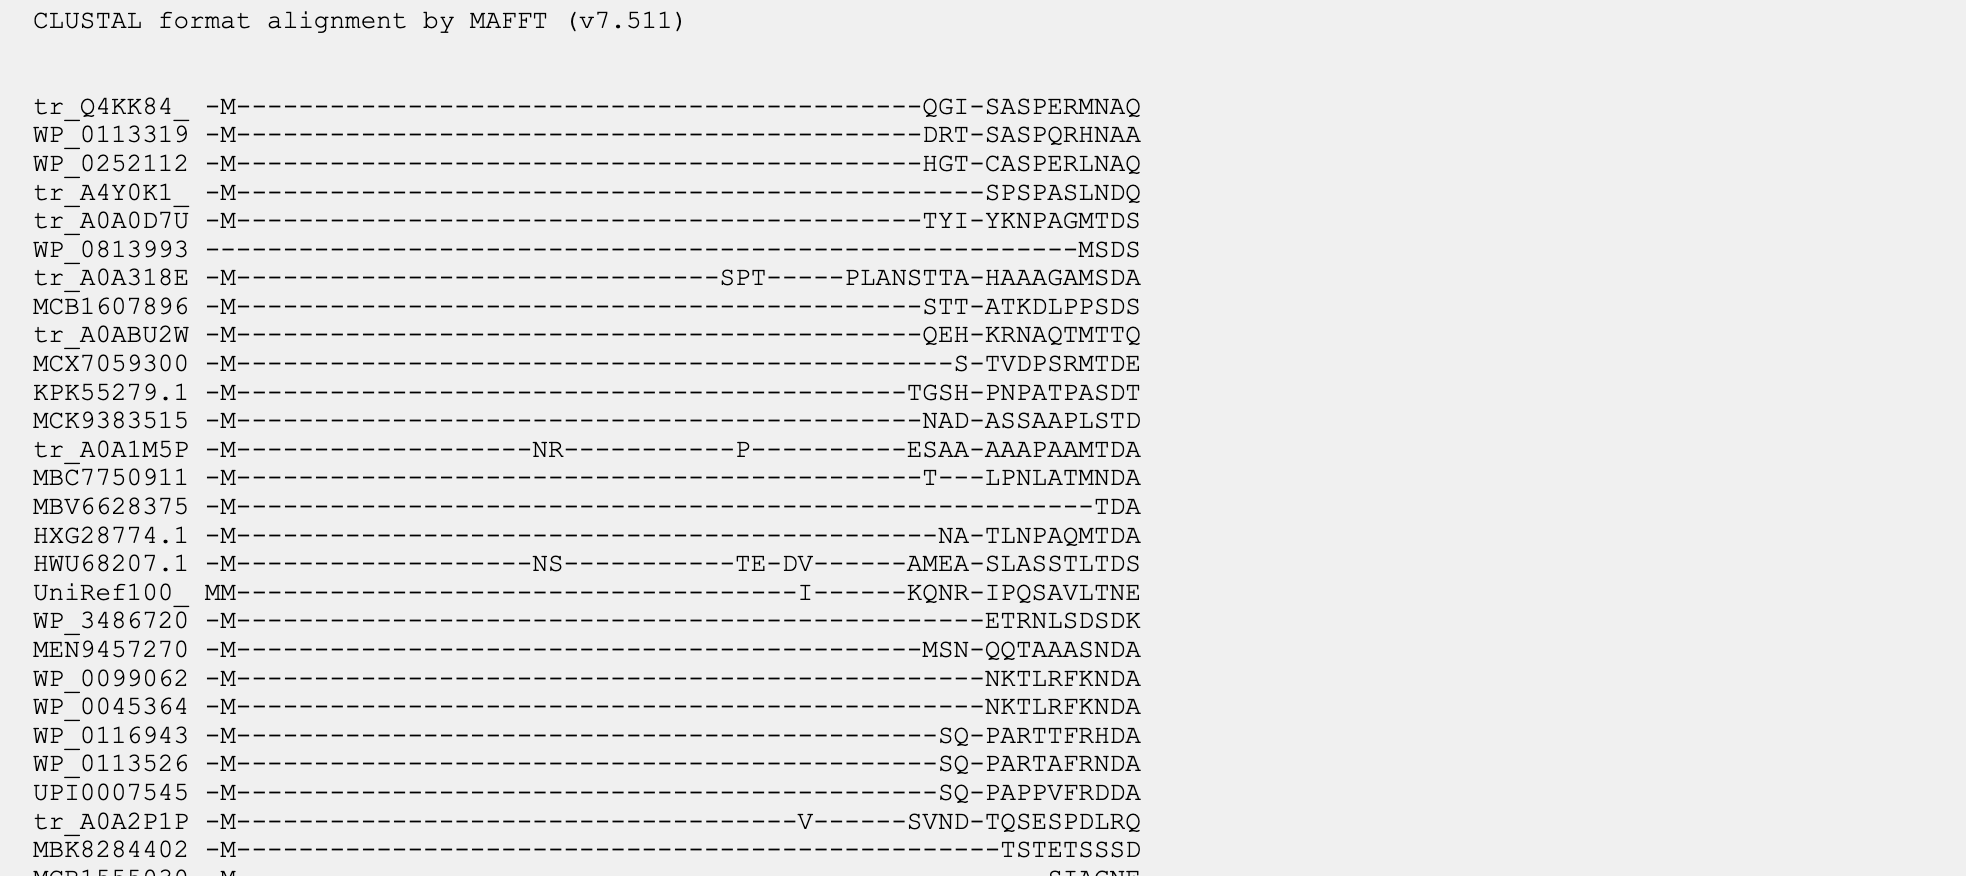 CLUSTAL format alignment by MAFFT (v7.511)
tr_Q4KK84_ -M--------------------------------------------QGI-SASPERMNAQ
WP_0113319 -M--------------------------------------------DRT-SASPQRHNAA
WP_0252112 -M--------------------------------------------HGT-CASPERLNAQ
tr_A4Y0K1_ -M------------------------------------------------SPSPASLNDQ
tr_A0A0D7U -M--------------------------------------------TYI-YKNPAGMTDS
WP_0813993 --------------------------------------------------------MSDS
tr_A0A318E -M-------------------------------SPT-----PLANSTTA-HAAAGAMSDA
MCB1607896 -M--------------------------------------------STT-ATKDLPPSDS
tr_A0ABU2W -M--------------------------------------------QEH-KRNAQTMTTQ
MCX7059300 -M----------------------------------------------S-TVDPSRMTDE
KPK55279.1 -M-------------------------------------------TGSH-PNPATPASDT
MCK9383515 -M--------------------------------------------NAD-ASSAAPLSTD
tr_A0A1M5P -M-------------------NR-----------P----------ESAA-AAAPAAMTDA
MBC7750911 -M--------------------------------------------T---LPNLATMNDA
MBV6628375 -M-------------------------------------------------------TDA
HXG28774.1 -M---------------------------------------------NA-TLNPAQMTDA
HWU68207.1 -M-------------------NS-----------TE-DV------AMEA-SLASSTLTDS
UniRef100_ MM------------------------------------I------KQNR-IPQSAVLTNE
WP_3486720 -M------------------------------------------------ETRNLSDSDK
MEN9457270 -M--------------------------------------------MSN-QQTAAASNDA
WP_0099062 -M------------------------------------------------NKTLRFKNDA
WP_0045364 -M------------------------------------------------NKTLRFKNDA
WP_0116943 -M---------------------------------------------SQ-PARTTFRHDA
WP_0113526 -M---------------------------------------------SQ-PARTAFRNDA
UPI0007545 -M---------------------------------------------SQ-PAPPVFRDDA
tr_A0A2P1P -M------------------------------------V------SVND-TQSESPDLRQ
MBK8284402 -M-------------------------------------------------TSTETSSSD